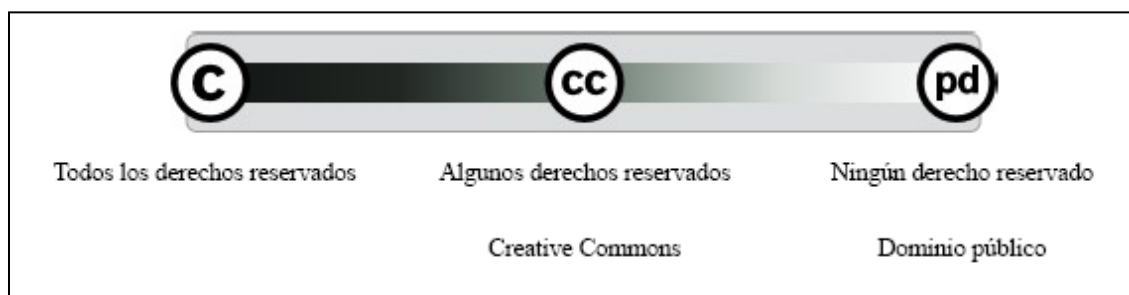 C cc pd
Todos los derechos reservados Algunos derechos reservados Ningún derecho reservado
Creative Commons Dominio público